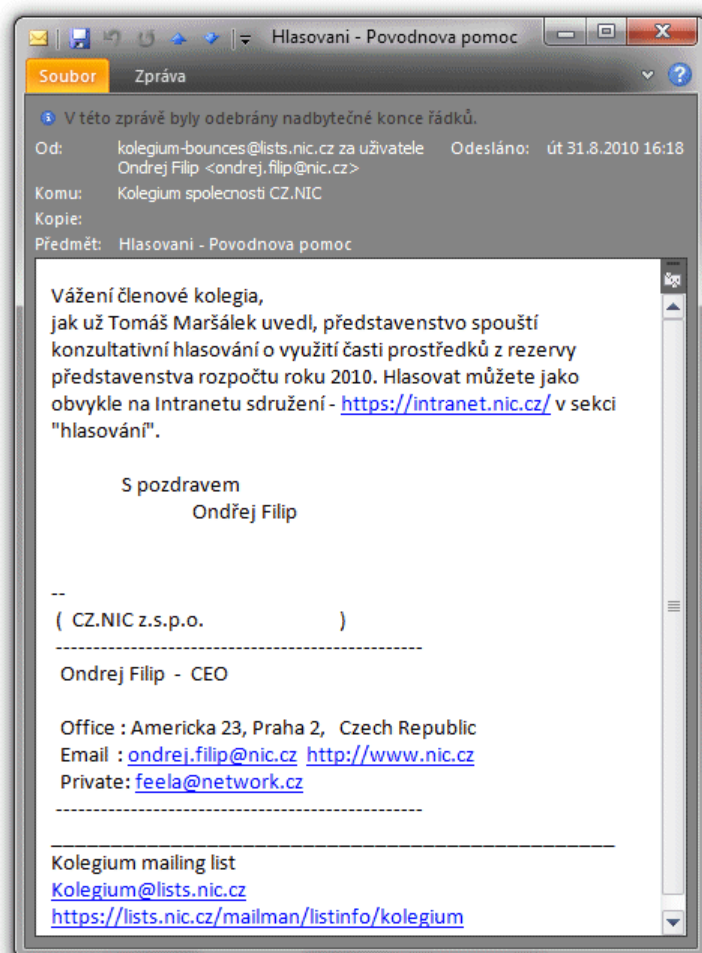 Hlasovani - Povodnova pomoc
Soubor Zpráva
V této zprávě byly odebrány nadbytečné konce řádků.
Od: kolegium-bounces@lists.nic.cz za uživatele Odesláno: út 31.8.2010 16:18
Ondrej Filip <ondrej.filip@nic.cz>
Komu: Kolegium spolecnosti CZ.NIC
Kopie:
Předmět: Hlasovani - Povodnova pomoc
Vážení členové kolegia,
jak už Tomáš Maršálek uvedl, představenstvo spouští
konzultativní hlasování o využití časti prostředků z rezervy
představenstva rozpočtu roku 2010. Hlasovat můžete jako
obvykle na Intranetu sdružení - https://intranet.nic.cz/ v sekci
"hlasování".
S pozdravem
Ondřej Filip
--
( CZ.NIC z.s.p.o. )
-------------------------------------------------
Ondrej Filip - CEO
Office : Americka 23, Praha 2, Czech Republic
Email : ondrej.filip@nic.cz http://www.nic.cz
Private: feela@network.cz
-------------------------------------------------
_______________________________________________
Kolegium mailing list
Kolegium@lists.nic.cz
https://lists.nic.cz/mailman/listinfo/kolegium